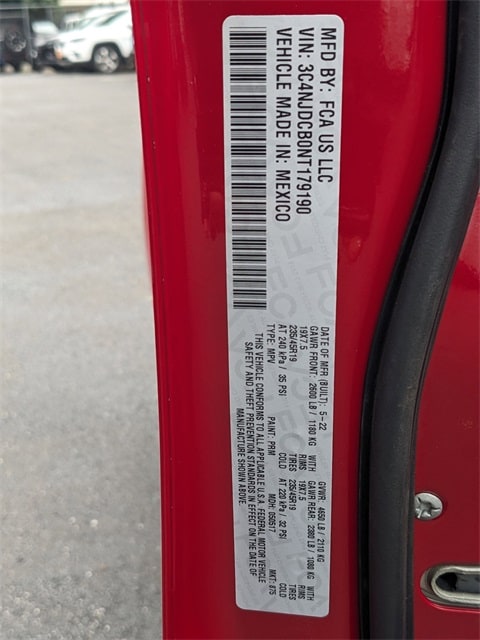 MFD BY: FCA US LLC
VIN: 3C4NJDCB0NT179190
VEHICLE MADE IN: MEXICO
DATE OF MFR (BUILT): 5-22 GVWR: 4650 LB / 2110 KG
GAWR FRONT: 2600 LB / 1180 KG WITH GAWR REAR: 2380 LB / 1080 KG WITH
19X7.5 RIMS 19X7.5 RIMS
235/45R19 TIRES 235/45R19 TIRES
AT 240 kPa / 35 PSI COLD AT 220 kPa / 32 PSI COLD
TYPE: MPV PAINT: PRM MDH: 050517 MKT: 875
THIS VEHICLE CONFORMS TO ALL APPLICABLE U.S.A. FEDERAL MOTOR VEHICLE
SAFETY AND THEFT PREVENTION STANDARDS IN EFFECT ON THE DATE OF
MANUFACTURE SHOWN ABOVE.